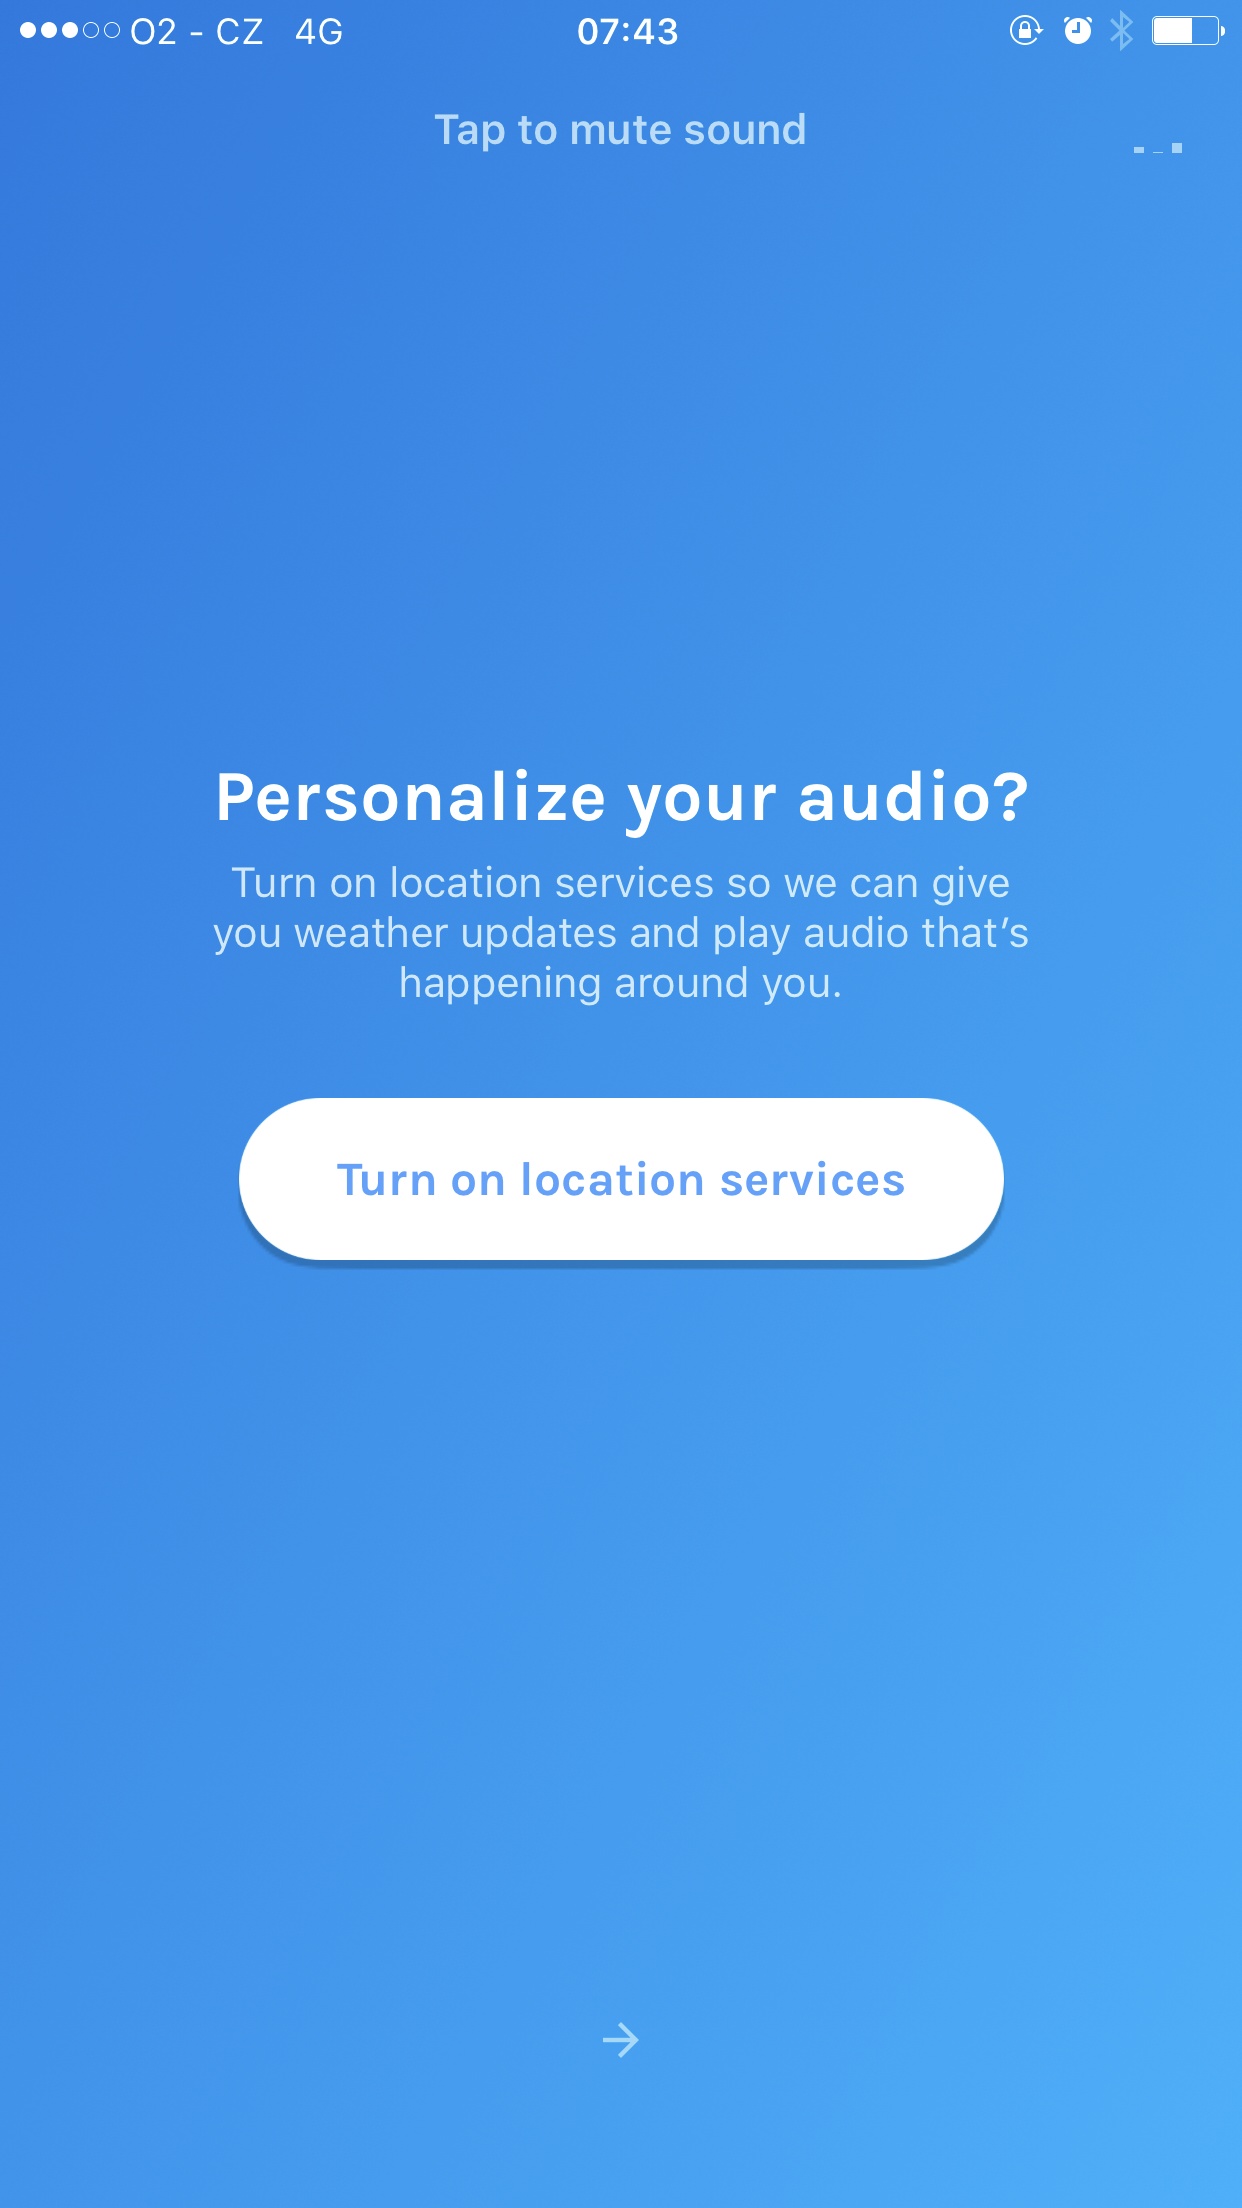 O2 - CZ 4G 07:43
Tap to mute sound
Personalize your audio?
Turn on location services so we can give
you weather updates and play audio that’s
happening around you.
Turn on location services